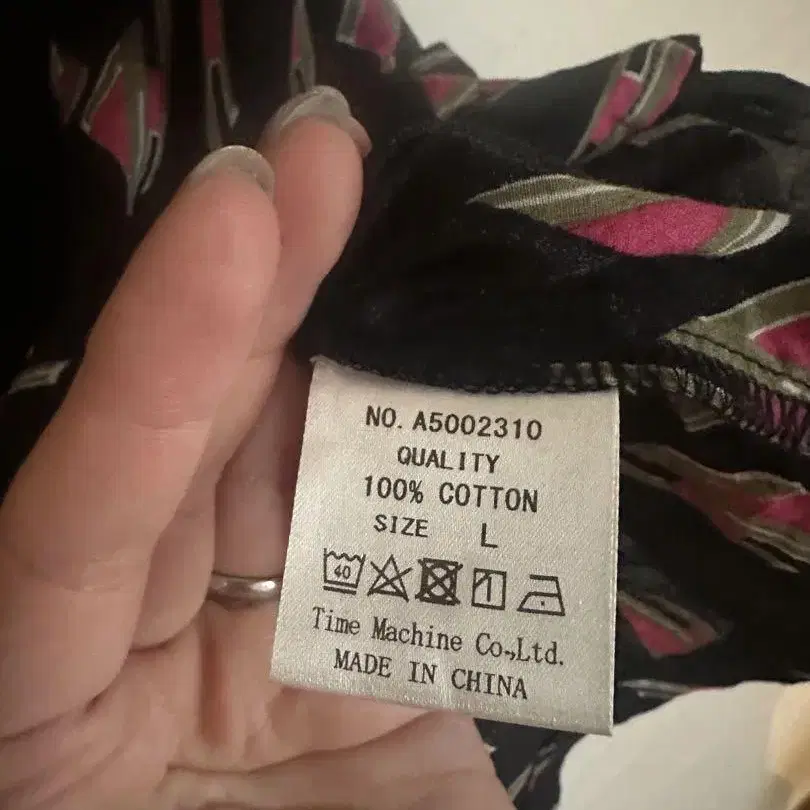 NO. A5002310
QUALITY
100% COTTON
SIZE L
40
Time Machine Co.,Ltd.
MADE IN CHINA